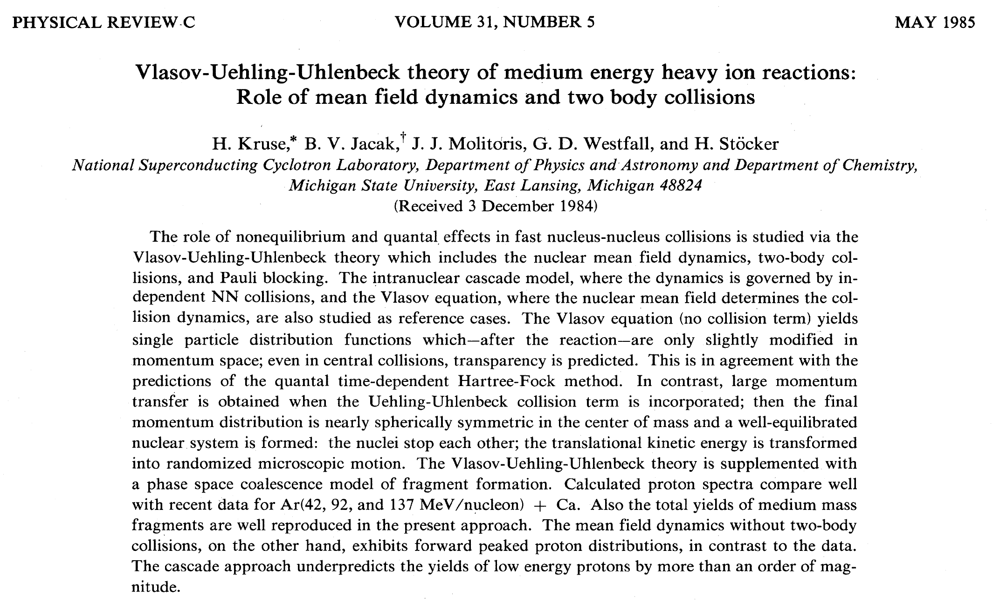 PHYSICAL REVIEW C VOLUME 31, NUMBER 5 MAY 1985
Vlasov-Uehling-Uhlenbeck theory of medium energy heavy ion reactions:
Role of mean field dynamics and two body collisions
H. Kruse,* B. V. Jacak,† J. J. Molitoris, G. D. Westfall, and H. Stöcker
National Superconducting Cyclotron Laboratory, Department of Physics and Astronomy and Department of Chemistry,
Michigan State University, East Lansing, Michigan 48824
(Received 3 December 1984)
The role of nonequilibrium and quantal effects in fast nucleus-nucleus collisions is studied via the
Vlasov-Uehling-Uhlenbeck theory which includes the nuclear mean field dynamics, two-body col-
lisions, and Pauli blocking. The intranuclear cascade model, where the dynamics is governed by in-
dependent NN collisions, and the Vlasov equation, where the nuclear mean field determines the col-
lision dynamics, are also studied as reference cases. The Vlasov equation (no collision term) yields
single particle distribution functions which—after the reaction—are only slightly modified in
momentum space; even in central collisions, transparency is predicted. This is in agreement with the
predictions of the quantal time-dependent Hartree-Fock method. In contrast, large momentum
transfer is obtained when the Uehling-Uhlenbeck collision term is incorporated; then the final
momentum distribution is nearly spherically symmetric in the center of mass and a well-equilibrated
nuclear system is formed: the nuclei stop each other; the translational kinetic energy is transformed
into randomized microscopic motion. The Vlasov-Uehling-Uhlenbeck theory is supplemented with
a phase space coalescence model of fragment formation. Calculated proton spectra compare well
with recent data for Ar(42, 92, and 137 MeV/nucleon) + Ca. Also the total yields of medium mass
fragments are well reproduced in the present approach. The mean field dynamics without two-body
collisions, on the other hand, exhibits forward peaked proton distributions, in contrast to the data.
The cascade approach underpredicts the yields of low energy protons by more than an order of mag-
nitude.